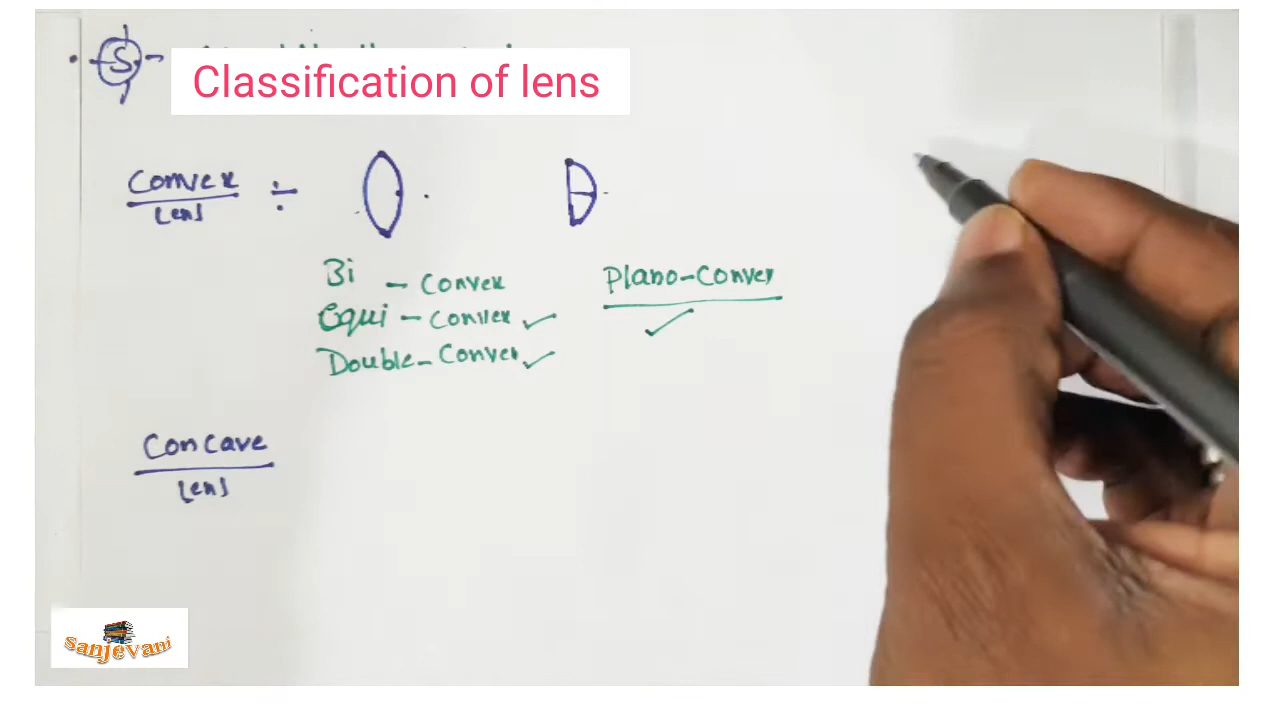 S
Classification of lens
Convex
Lens
Bi - Convex
Equi - Convex
Double - Convex
Plano-Convex
Concave
Lens
Sanjevani